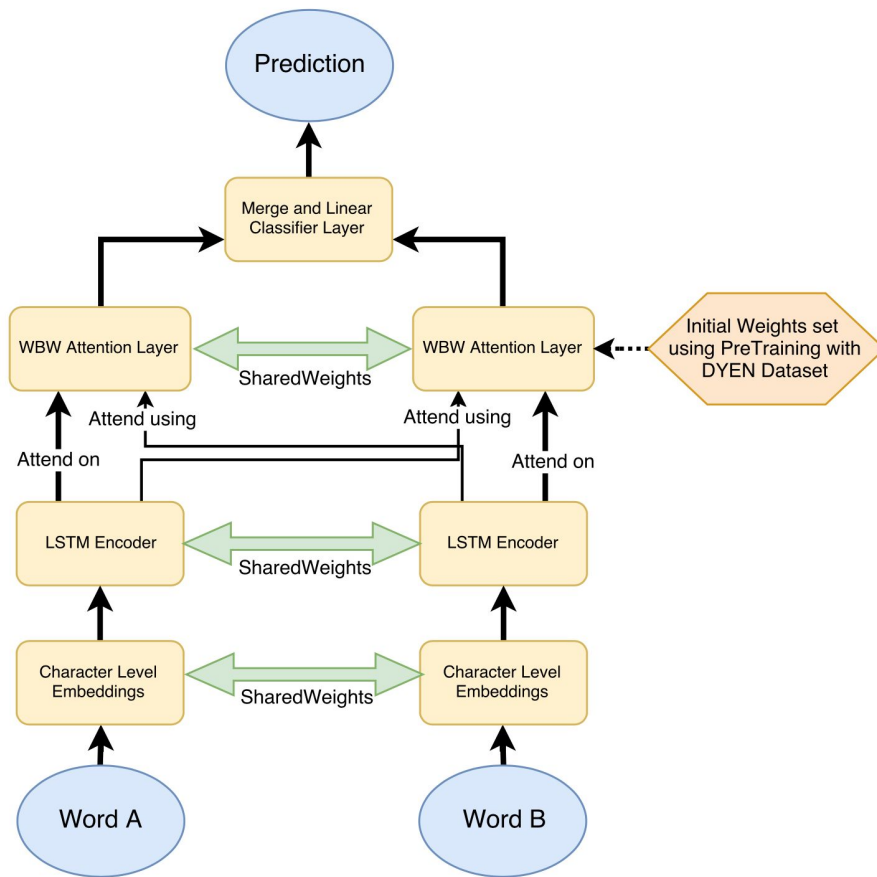 Prediction
Merge and Linear
Classifier Layer
WBW Attention Layer
SharedWeights
WBW Attention Layer
Initial Weights set
using PreTraining with
DYEN Dataset
Attend using
Attend using
Attend on
Attend on
LSTM Encoder
SharedWeights
LSTM Encoder
Character Level
Embeddings
SharedWeights
Character Level
Embeddings
Word A
Word B